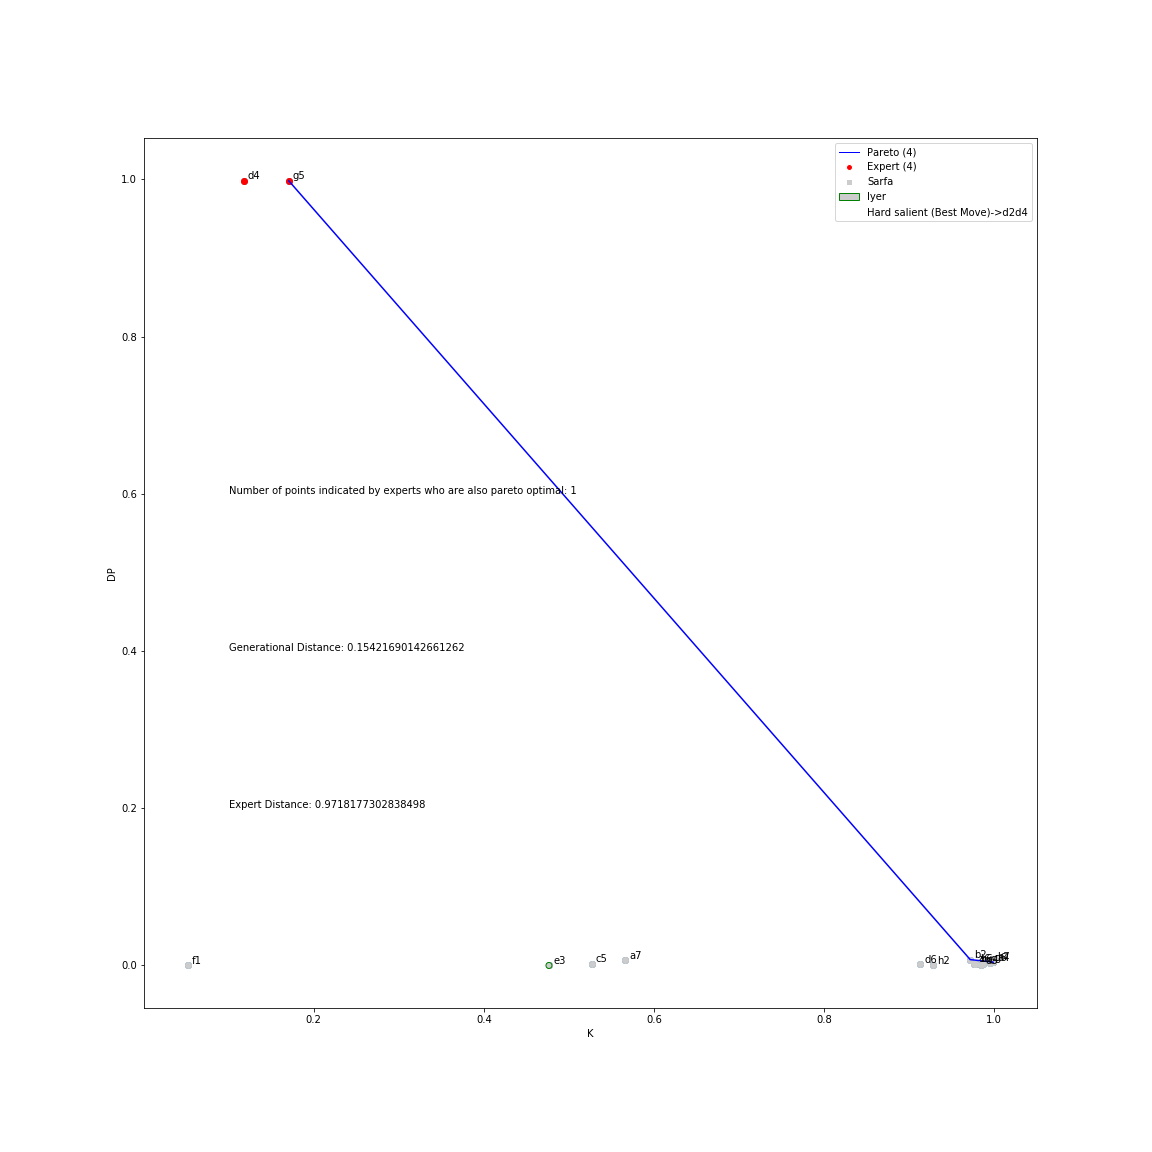 Pareto (4)
Expert (4)
Sarfa
Iyer
Hard salient (Best Move)->d2d4
1.0
d4
g5
0.8
0.6
Number of points indicated by experts who are also pareto optimal: 1
DP
0.4
Generational Distance: 0.15421690142661262
0.2
Expert Distance: 0.9718177302838498
0.0
f1
e3
c5
a7
d6
h2
b2
0.2
0.4
0.6
0.8
1.0
K